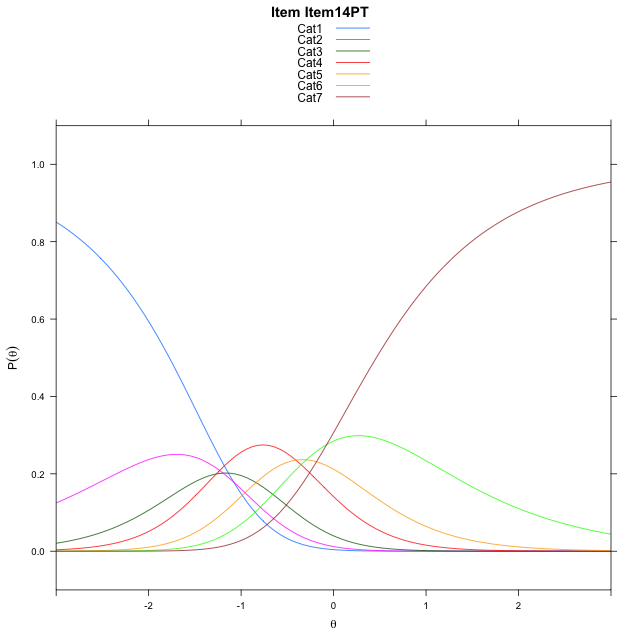 Item Item14PT
Cat1
Cat2
Cat3
Cat4
Cat5
Cat6
Cat7
1.0
0.8
0.6
0.4
0.2
0.0
P(θ)
-2 -1 0 1 2
θ